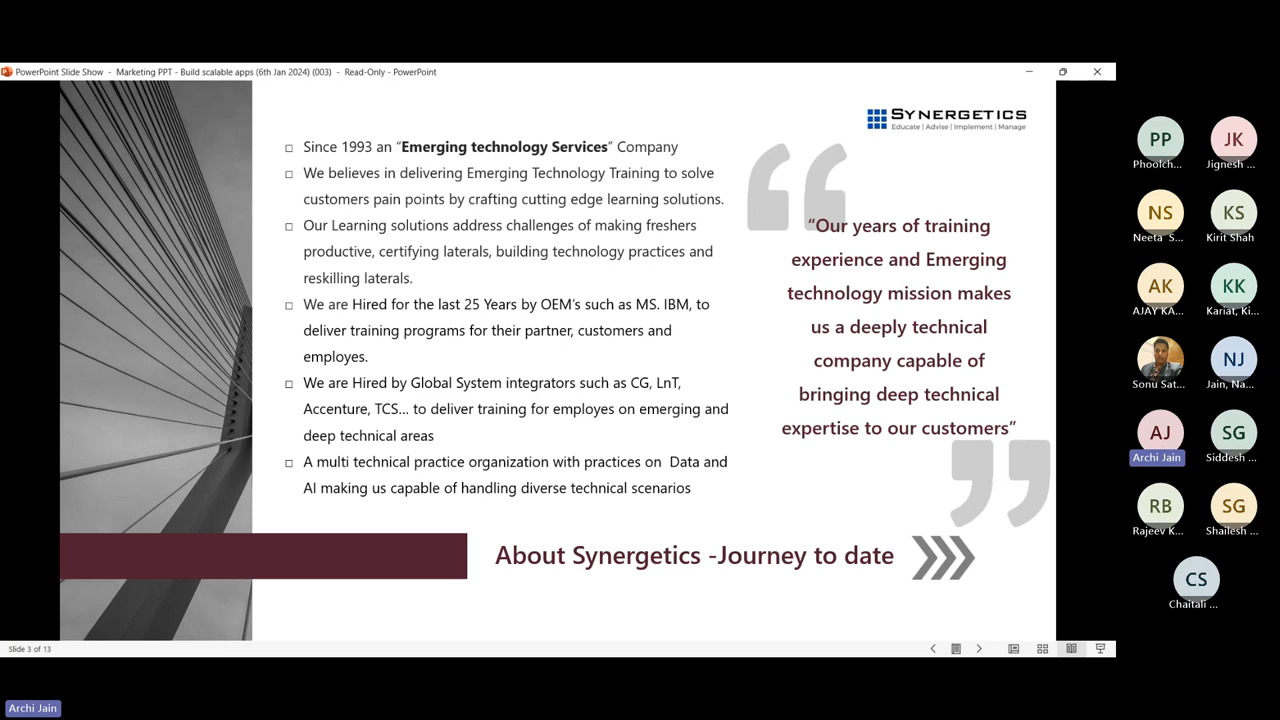 PowerPoint Slide Show - Marketing PPT - Build scalable apps (6th Jan 2024) (003) - Read-Only - PowerPoint
SYNERGETICS
Educate | Advise | Implement | Manage
Since 1993 an “Emerging technology Services” Company
We believes in delivering Emerging Technology Training to solve
customers pain points by crafting cutting edge learning solutions.
Our Learning solutions address challenges of making freshers
productive, certifying laterals, building technology practices and
reskilling laterals.
We are Hired for the last 25 Years by OEM’s such as MS. IBM, to
deliver training programs for their partner, customers and
employes.
We are Hired by Global System integrators such as CG, LnT,
Accenture, TCS... to deliver training for employes on emerging and
deep technical areas
A multi technical practice organization with practices on Data and
AI making us capable of handling diverse technical scenarios
“Our years of training
experience and Emerging
technology mission makes
us a deeply technical
company capable of
bringing deep technical
expertise to our customers”
About Synergetics -Journey to date
Slide 3 of 13
PP
Phoolch...
JK
Jignesh ...
NS
Neeta S...
KS
Kirit Shah
AK
AJAY KA...
KK
Kariat, Ki...
Sonu Sat...
NJ
Jain, Na...
AJ
Archi Jain
SG
Siddesh ...
RB
Rajeev K...
SG
Shailesh ...
CS
Chaitali ...
Archi Jain